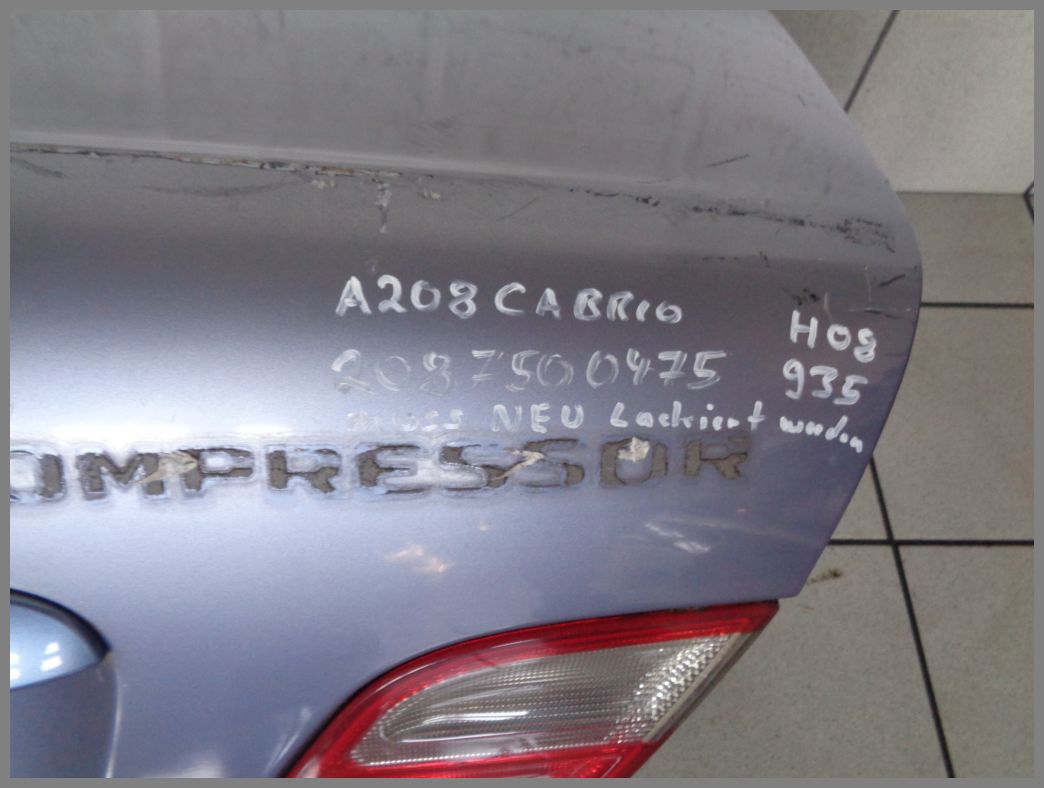 A208 CABRIO
H08
2087500475
935
muss NEU Lackiert werden
OMPRESSOR